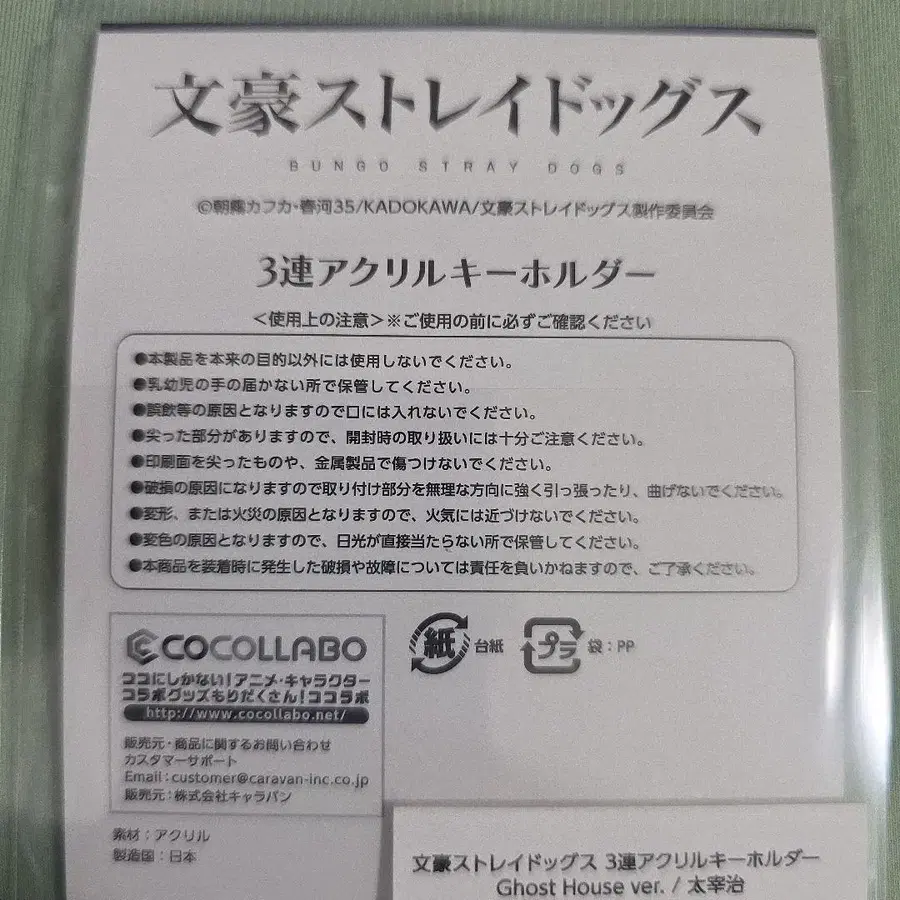 文豪ストレイドッグス
BUNGO STRAY DOGS
©朝霧カフカ・春河35/KADOKAWA/文豪ストレイドッグス製作委員会
3連アクリルキーホルダー
<使用上の注意>※ご使用の前に必ずご確認ください
●本製品を本来の目的以外には使用しないでください。
●乳幼児の手の届かない所で保管してください。
●誤飲等の原因となりますので口には入れないでください。
●尖った部分がありますので、開封時の取り扱いには十分ご注意ください。
●印刷面を尖ったものや、金属製品で傷つけないでください。
●破損の原因になりますので取り付け部分を無理な方向に強く引っ張ったり、曲げないでください。
●変形、または火災の原因となりますので、火気には近づけないでください。
●変色の原因となりますので、日光が直接当たらない所で保管してください。
●本商品を装着時に発生した破損や故障については責任を負いかねますので、ご了承ください。
紙 台紙 プラ 袋:PP
COCOLLABO
ココにしかない!アニメ・キャラクター
コラボグッズもりだくさん!ココラボ
http://www.cocollabo.net/
販売元・商品に関するお問い合わせ
カスタマーサポート
Email:customer@caravan-inc.co.jp
販売元:株式会社キャラバン
素材:アクリル
製造国:日本
文豪ストレイドッグス 3連アクリルキーホルダー
Ghost House ver. / 太宰治